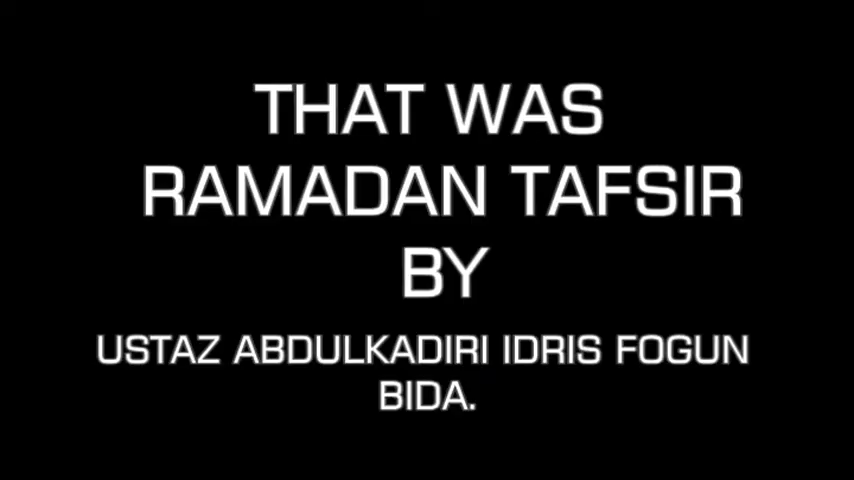 THAT WAS
RAMADAN TAFSIR
BY
USTAZ ABDULKADIRI IDRIS FOGUN
BIDA.